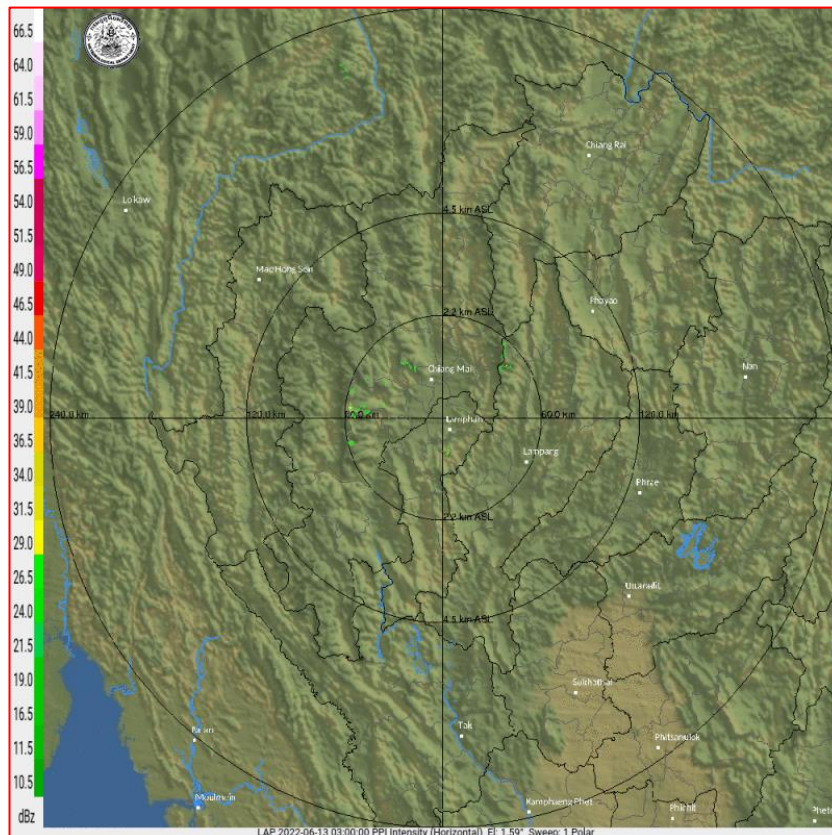 66.5
64.0
61.5
59.0
56.5
54.0
51.5
49.0
46.5
44.0
41.5
39.0
36.5
34.0
31.5
29.0
26.5
24.0
21.5
19.0
16.5
14.0
11.5
10.5
dBz
Chiang Rai
Loikaw
4.5 km ASL
Mae Hong Son
Phayao
2.2 km ASL
Chiang Mai
Nan
240.0 km
120.0 km
60.0 km
120.0 km
Lamphun
Lampang
Phrae
2.2 km ASL
Uttaradit
4.5 km ASL
Sukhothai
Pa-an
Tak
Phitsanulok
Moulmein
Kamphaeng Phet
Phichit
LAP 2022-06-13 03:00:00 PPI Intensity (Horizontal) El: 1.59° Sweep: 1 Polar